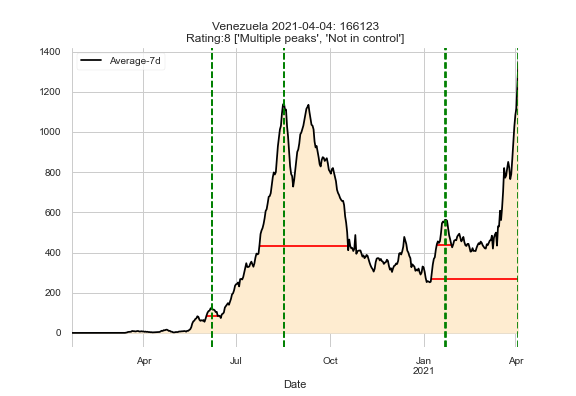 Venezuela 2021-04-04: 166123
Rating:8 ['Multiple peaks', 'Not in control']
1400
Average-7d
1200
1000
800
600
400
200
0
Apr Jul Oct Jan Apr
2021
Date